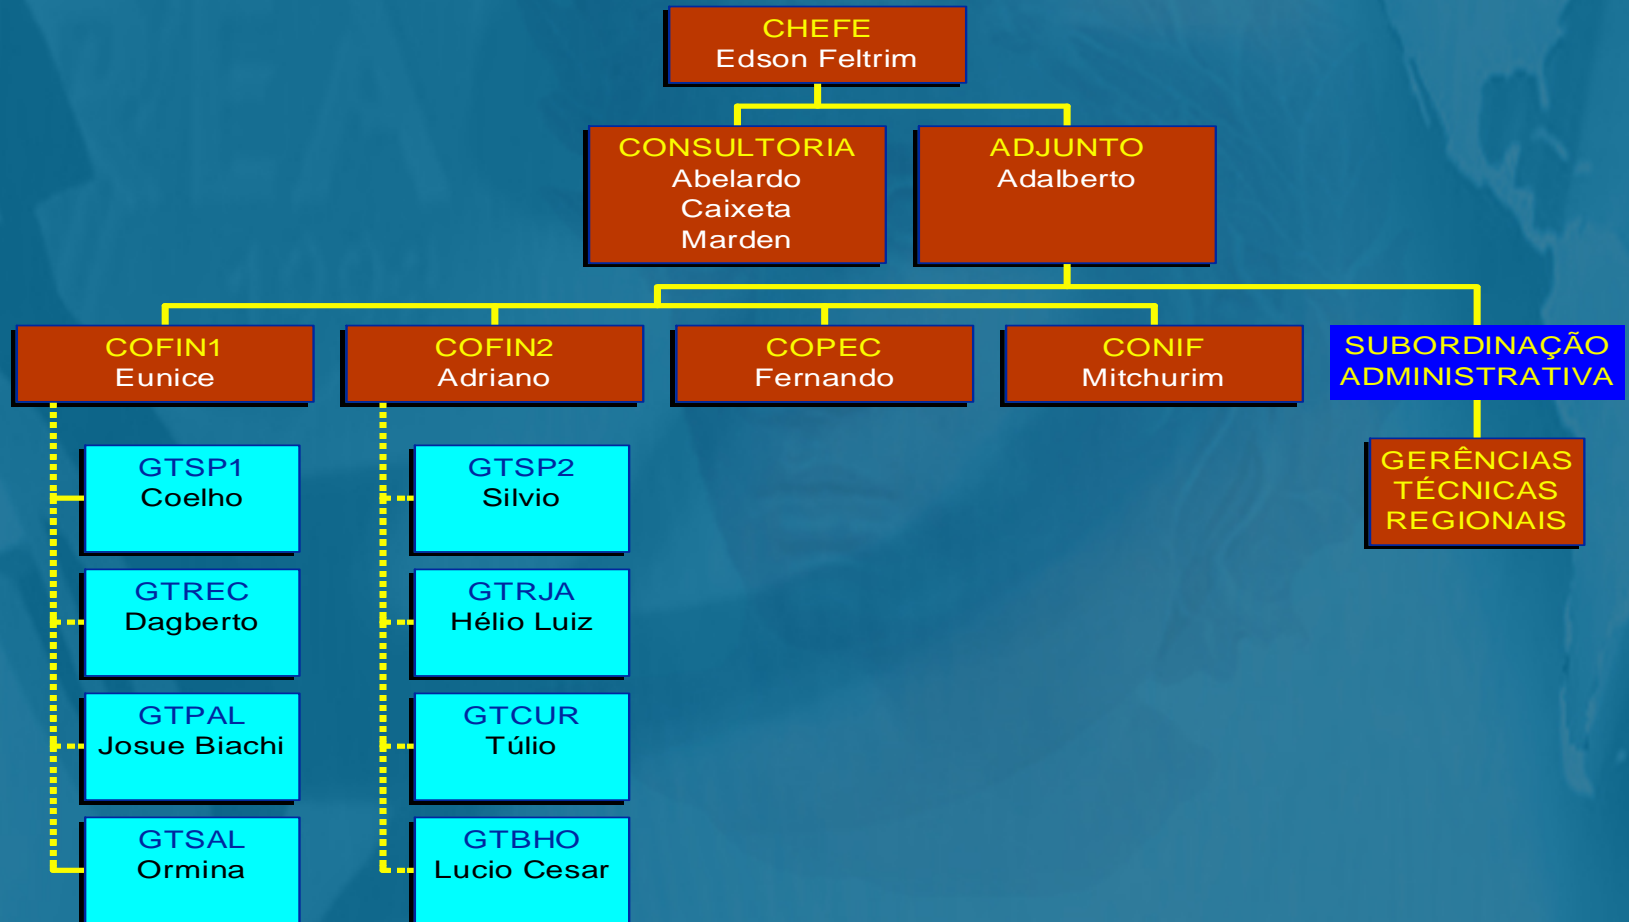 CHEFE
Edson Feltrim
CONSULTORIA
Abelardo
Caixeta
Marden
ADJUNTO
Adalberto
COFIN1
Eunice
COFIN2
Adriano
COPEC
Fernando
CONIF
Mitchurim
SUBORDINAÇÃO
ADMINISTRATIVA
GTSP1
Coelho
GTREC
Dagberto
GTPAL
Josue Biachi
GTSAL
Ormina
GTSP2
Silvio
GTRJA
Hélio Luiz
GTCUR
Túlio
GTBHO
Lucio Cesar
GERÊNCIAS
TÉCNICAS
REGIONAIS